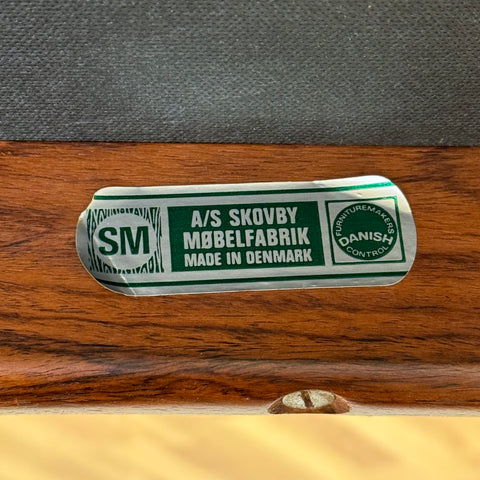 SM
A/S SKOVBY
MØBELFABRIK
MADE IN DENMARK
FURNITUREMAKERS
DANISH
CONTROL